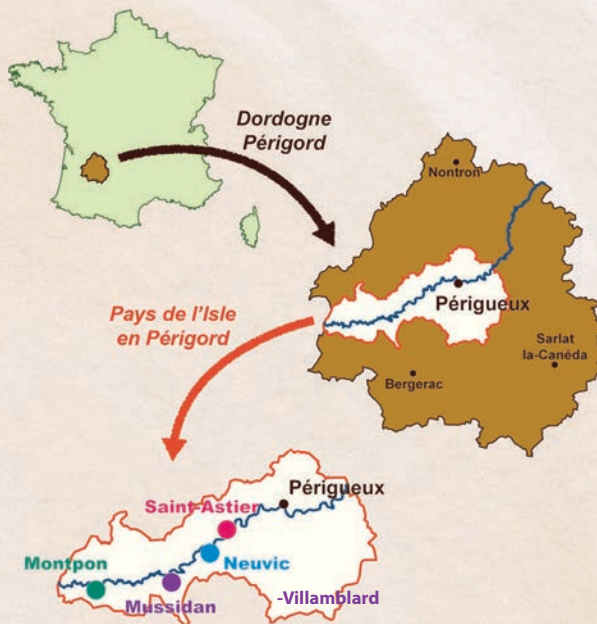 Dordogne
Périgord
Nontron
Périgueux
Pays de l'Isle
en Périgord
Sarlat
la-Canéda
Bergerac
Périgueux
Saint-Astier
Neuvic
Montpon
Mussidan
-Villamblard